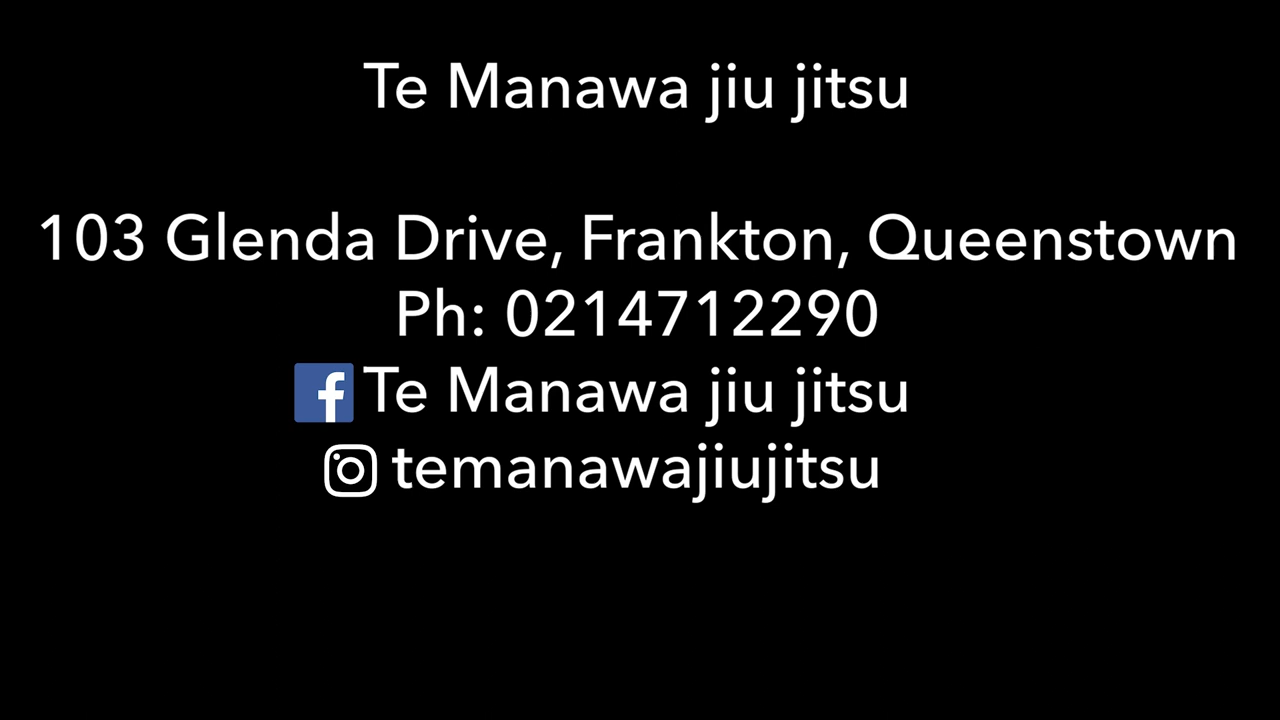 Te Manawa jiu jitsu
103 Glenda Drive, Frankton, Queenstown
Ph: 0214712290
f Te Manawa jiu jitsu
temanawajiujitsu